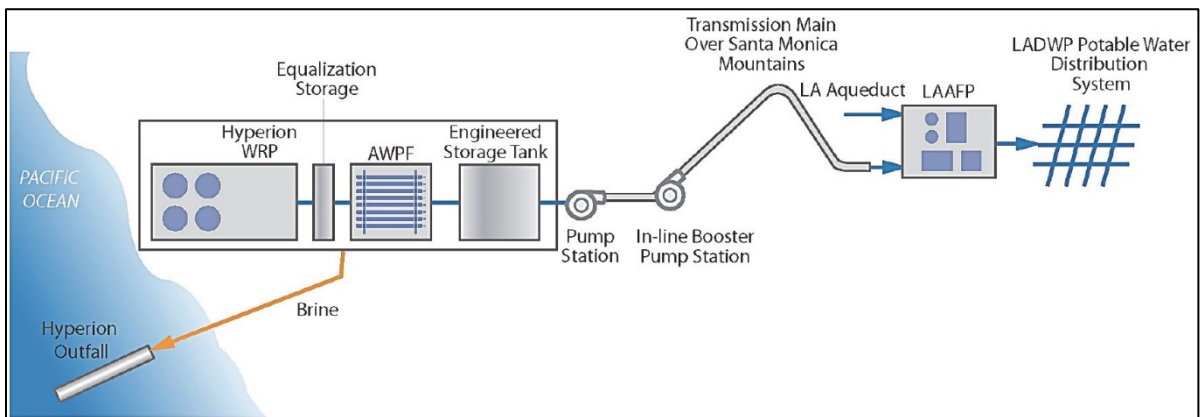 PACIFIC
OCEAN
Hyperion
Outfall
Brine
Hyperion
WRP
Equalization
Storage
AWPF
Engineered
Storage Tank
Pump
Station
In-line Booster
Pump Station
Transmission Main
Over Santa Monica
Mountains
LA Aqueduct
LAAFP
LADWP Potable Water
Distribution
System